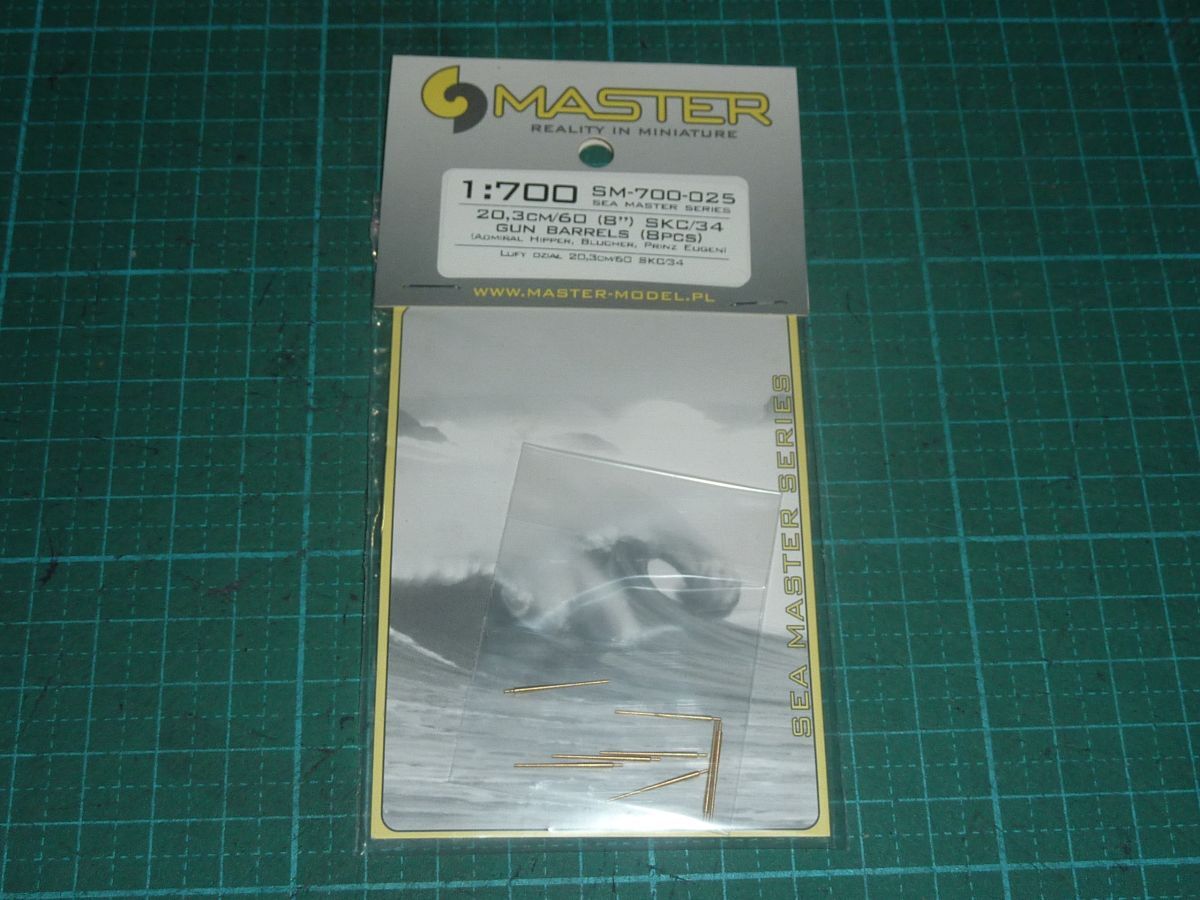 MASTER
REALITY IN MINIATURE
1:700 SM-700-025
SEA MASTER SERIES
20,3CM/60 (8") SKC/34
GUN BARRELS (8PCS)
(ADMIRAL HIPPER, BLUCHER, PRINZ EUGEN)
LUFY DZIAŁ 20,3CM/60 SKC/34
WWW.MASTER-MODEL.PL
SEA MASTER SERIES